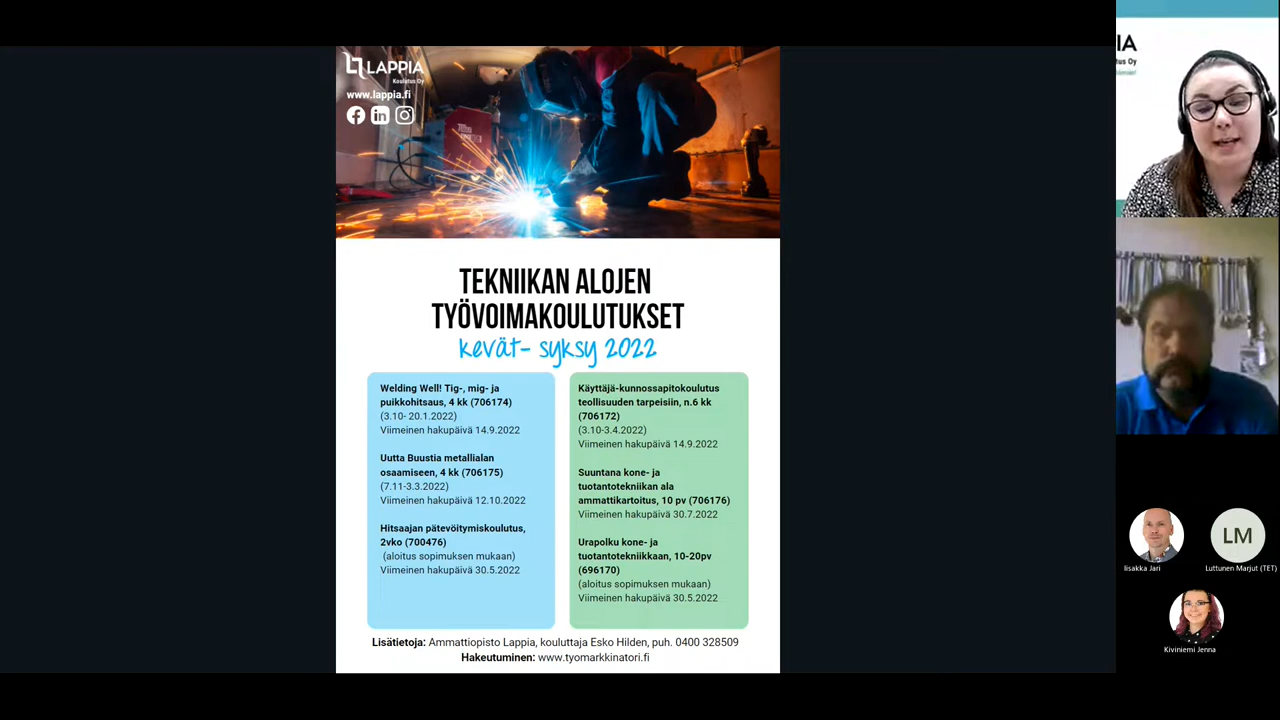 LAPPIA
Koulutus Oy
www.lappia.fi
TEKNIIKAN ALOJEN
TYÖVOIMAKOULUTUKSET
kevät- syksy 2022
Welding Well! Tig-, mig- ja
puikkohitsaus, 4 kk (706174)
(3.10- 20.1.2022)
Viimeinen hakupäivä 14.9.2022
Uutta Buustia metallialan
osaamiseen, 4 kk (706175)
(7.11-3.3.2022)
Viimeinen hakupäivä 12.10.2022
Hitsaajan pätevöitymiskoulutus,
2vko (700476)
(aloitus sopimuksen mukaan)
Viimeinen hakupäivä 30.5.2022
Käyttäjä-kunnossapitokoulutus
teollisuuden tarpeisiin, n.6 kk
(706172)
(3.10-3.4.2022)
Viimeinen hakupäivä 14.9.2022
Suuntana kone- ja
tuotantotekniikan ala
ammattikartoitus, 10 pv (706176)
Viimeinen hakupäivä 30.7.2022
Urapolku kone- ja
tuotantotekniikkaan, 10-20pv
(696170)
(aloitus sopimuksen mukaan)
Viimeinen hakupäivä 30.5.2022
Lisätietoja: Ammattiopisto Lappia, kouluttaja Esko Hilden, puh. 0400 328509
Hakeutuminen: www.tyomarkkinatori.fi
IA
tus Oy
LM
Iisakka Jari
Luttunen Marjut (TET)
Kiviniemi Jenna